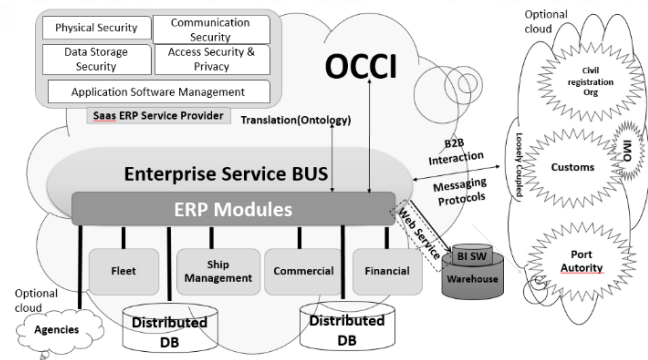 Physical Security
Communication
Security
Data Storage
Security
Access Security &
Privacy
Application Software Management
Saas ERP Service Provider
OCCI
Translation(Ontology)
Enterprise Service BUS
ERP Modules
B2B
Interaction
Messaging
Protocols
Web Service
Fleet
Ship
Management
Commercial
Financial
BI SW
Warehouse
Optional
cloud
Agencies
Distributed
DB
Distributed
DB
Optional
cloud
Civil
registration
Org
Loosely Coupled
Customs
IMO
Port
Autority